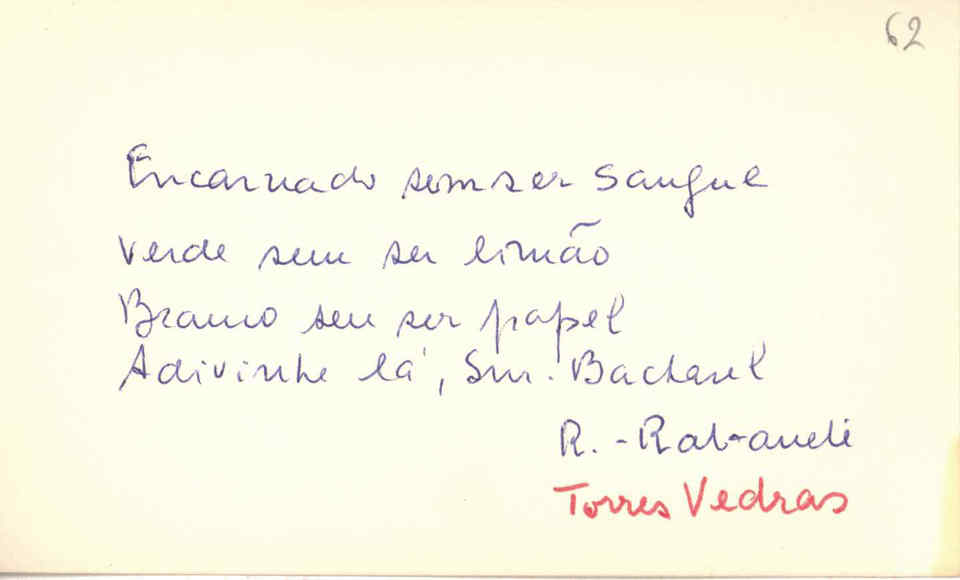 62
Encarnado sem ser sangue
verde sem ser limão
Branco sem ser papel
Adivinhe lá, Snr. Bacharel
R. -
Torres Vedras